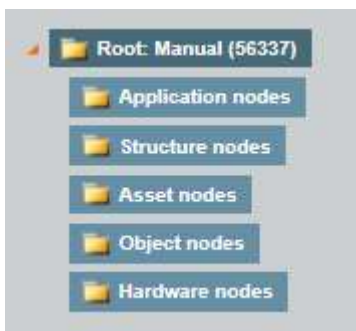 Root: Manual (56337)
Application nodes
Structure nodes
Asset nodes
Object nodes
Hardware nodes